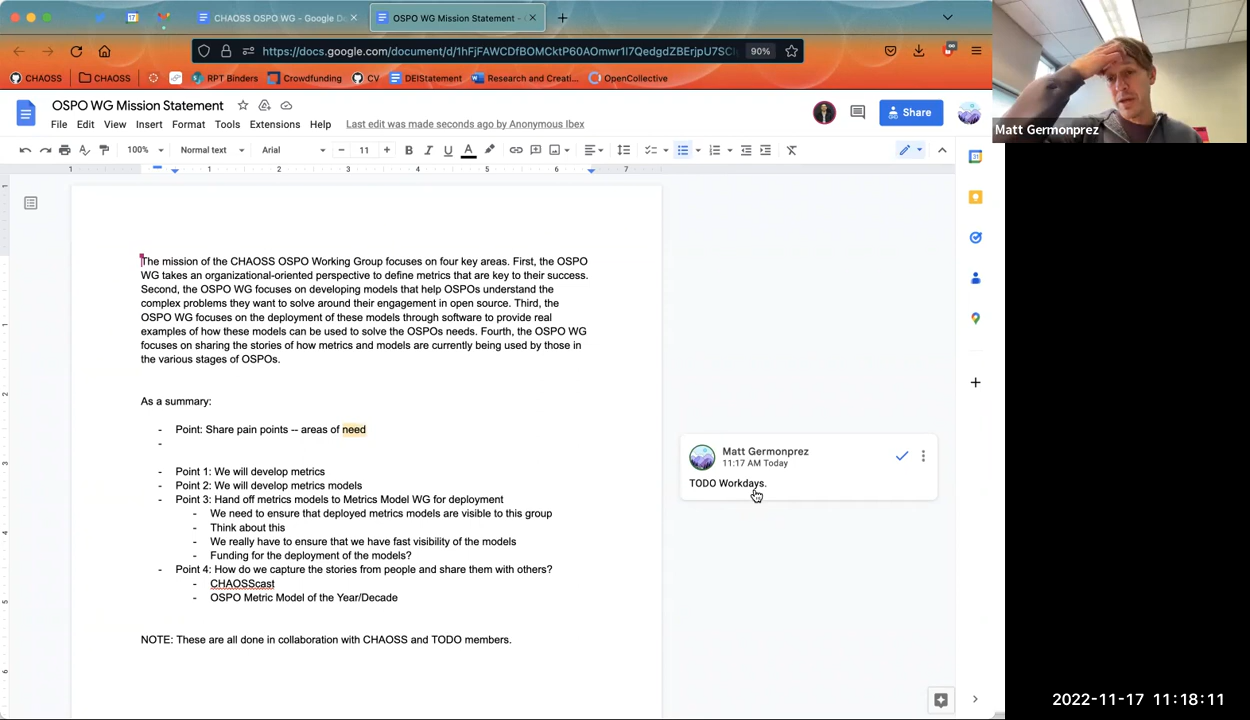 CHAOSS OSPO WG - Google Do
OSPO WG Mission Statement -
https://docs.google.com/document/d/1hFjFAWCDfBOMCktP60AOmwr1I7QedgdZBErjpU7SCl
90%
CHAOSS
CHAOSS
RPT Binders
Crowdfunding
CV
DEIStatement
Writing - Research and Creati…
OpenCollective
OSPO WG Mission Statement
File Edit View Insert Format Tools Extensions Help
Last edit was made seconds ago by Anonymous Ibex
Share
100%
Normal text
Arial
11
The mission of the CHAOSS OSPO Working Group focuses on four key areas. First, the OSPO
WG takes an organizational-oriented perspective to define metrics that are key to their success.
Second, the OSPO WG focuses on developing models that help OSPOs understand the
complex problems they want to solve around their engagement in open source. Third, the
OSPO WG focuses on the deployment of these models through software to provide real
examples of how these models can be used to solve the OSPOs needs. Fourth, the OSPO WG
focuses on sharing the stories of how metrics and models are currently being used by those in
the various stages of OSPOs.
As a summary:
- Point: Share pain points -- areas of need
-
- Point 1: We will develop metrics
- Point 2: We will develop metrics models
- Point 3: Hand off metrics models to Metrics Model WG for deployment
- We need to ensure that deployed metrics models are visible to this group
- Think about this
- We really have to ensure that we have fast visibility of the models
- Funding for the deployment of the models?
- Point 4: How do we capture the stories from people and share them with others?
- CHAOSScast
- OSPO Metric Model of the Year/Decade
NOTE: These are all done in collaboration with CHAOSS and TODO members.
Matt Germonprez
11:17 AM Today
TODO Workdays.
Matt Germonprez
2022-11-17 11:18:11